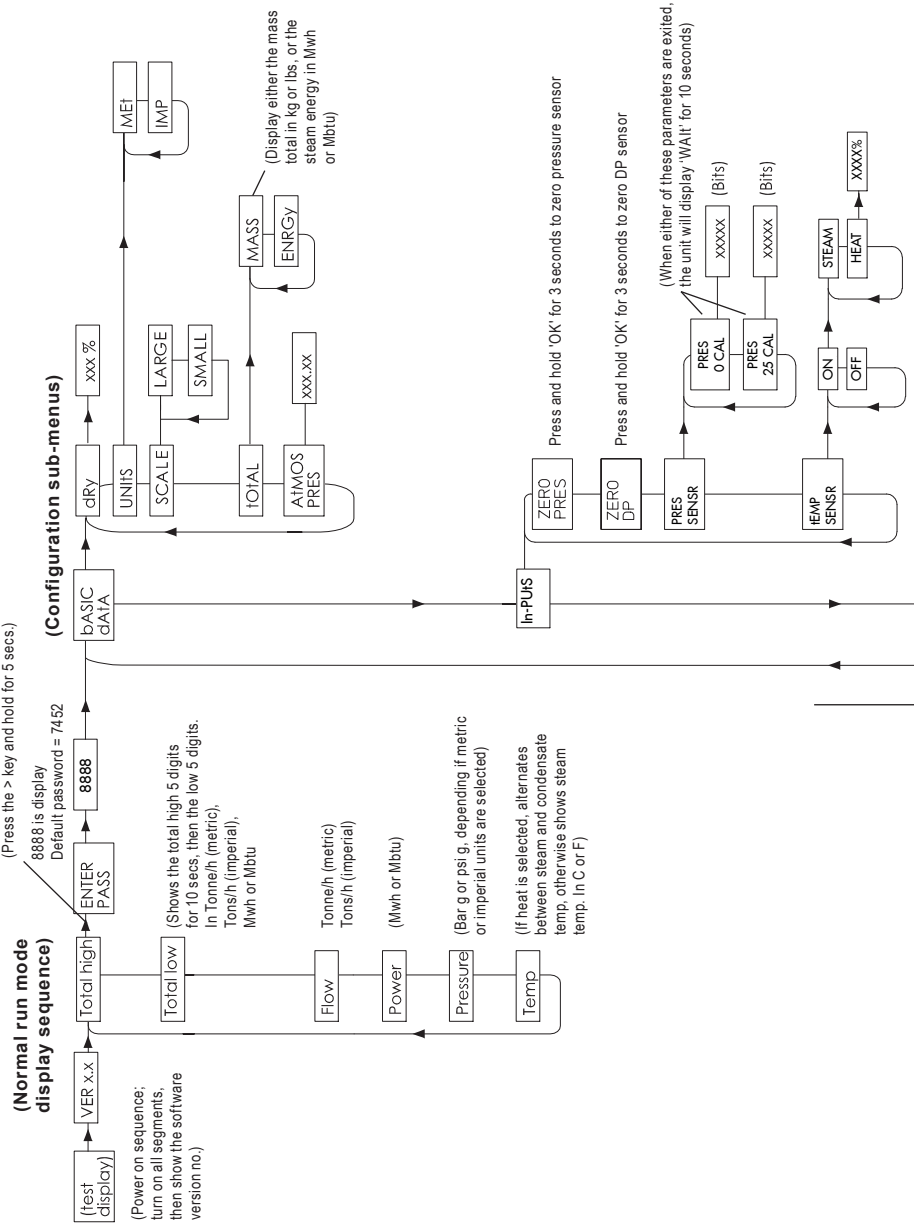 (Normal run mode
display sequence)
(test
display)
VER x.x
(Power on sequence;
turn on all segments,
then show the software
version no.)
Total high
(Press the > key and hold for 5 secs.)
ENTER
PASS
8888 is display
Default password = 7452
8888
Total low
(Shows the total high 5 digits
for 10 secs, then the low 5 digits.
In Tonne/h (metric),
Tons/h (imperial),
Mwh or Mbtu
Flow
Tonne/h (metric)
Tons/h (imperial)
Power
(Mwh or Mbtu)
Pressure
(Bar g or psi g, depending if metric
or imperial units are selected)
Temp
(If heat is selected, alternates
between steam and condensate
temp, otherwise shows steam
temp. In C or F)
(Configuration sub-menus)
bASIC
dAtA
dRy
xxx %
UNItS
MEt
IMP
SCALE
LARGE
SMALL
tOtAL
MASS
ENRGy
(Display either the mass
total in kg or lbs, or the
steam energy in Mwh
or Mbtu)
AtMOS
PRES
xxx.xx
In-PUtS
ZERO
PRES
Press and hold 'OK' for 3 seconds to zero pressure sensor
ZERO
DP
Press and hold 'OK' for 3 seconds to zero DP sensor
PRES
SENSR
PRES
0 CAL
xxxxx
(Bits)
PRES
25 CAL
xxxxx
(Bits)
(When either of these parameters are exited,
the unit will display 'WAIt' for 10 seconds)
tEMP
SENSR
ON
OFF
STEAM
HEAT
XXXX%